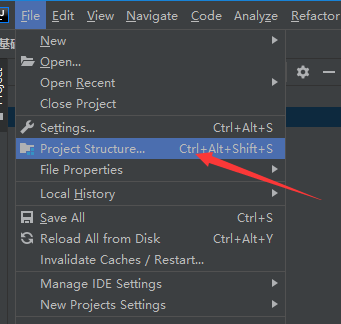 File Edit View Navigate Code Analyze Refactor
New
Open...
Open Recent
Close Project
Settings... Ctrl+Alt+S
Project Structure... Ctrl+Alt+Shift+S
File Properties
Local History
Save All Ctrl+S
Reload All from Disk Ctrl+Alt+Y
Invalidate Caches / Restart...
Manage IDE Settings
New Projects Settings